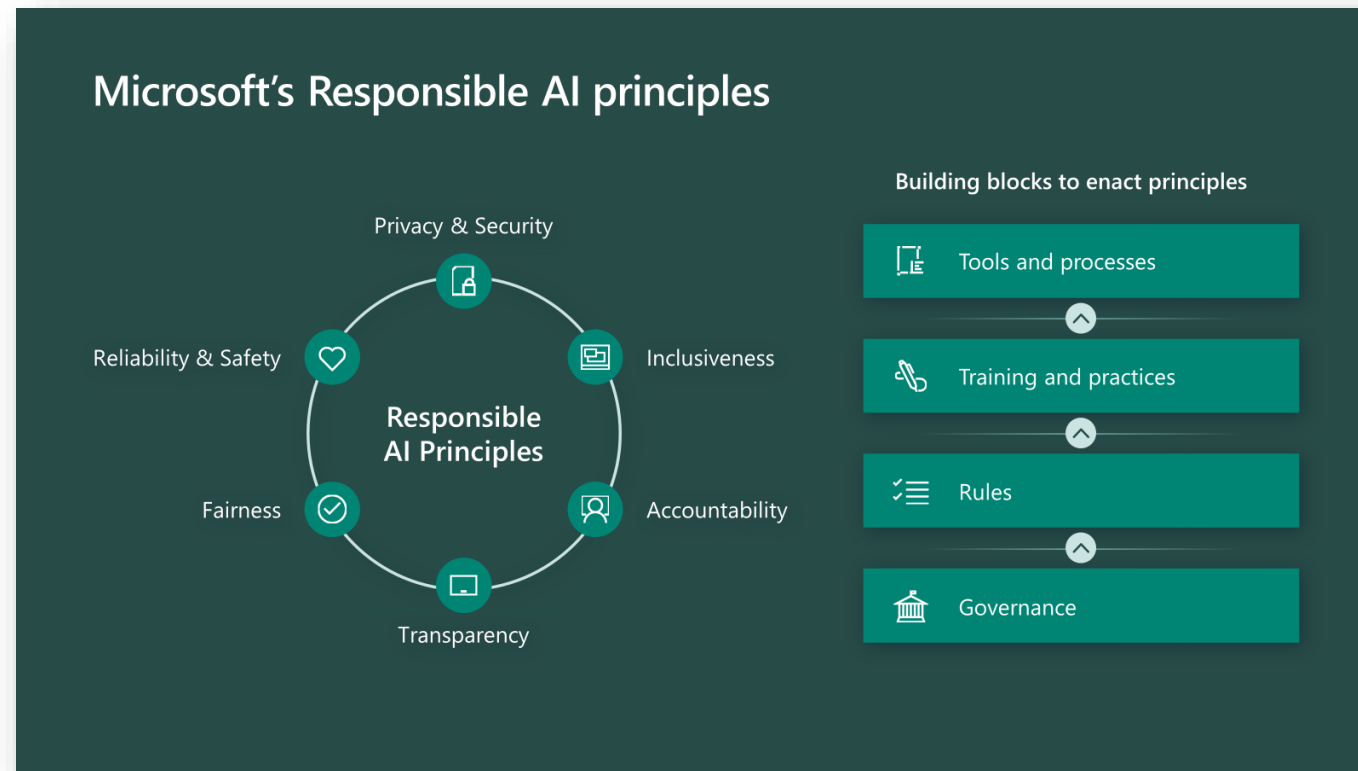 Microsoft’s Responsible AI principles
Privacy & Security
Reliability & Safety
Inclusiveness
Responsible
AI Principles
Fairness
Accountability
Transparency
Building blocks to enact principles
Tools and processes
Training and practices
Rules
Governance